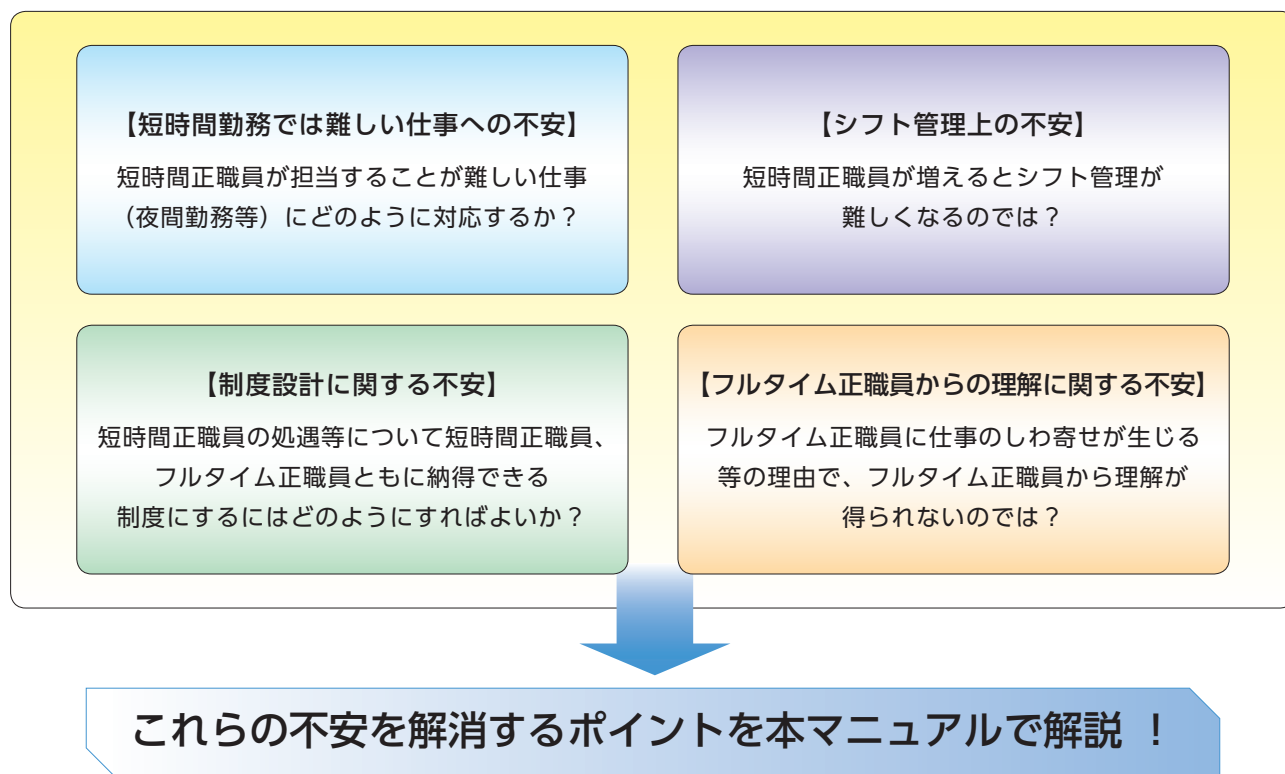 【短時間勤務では難しい仕事への不安】
短時間正職員が担当することが難しい仕事
（夜間勤務等）にどのように対応するか？
【シフト管理上の不安】
短時間正職員が増えるとシフト管理が
難しくなるのでは？
【制度設計に関する不安】
短時間正職員の処遇等について短時間正職員、
フルタイム正職員ともに納得できる
制度にするにはどのようにすればよいか？
【フルタイム正職員からの理解に関する不安】
フルタイム正職員に仕事のしわ寄せが生じる
等の理由で、フルタイム正職員から理解が
得られないのでは？
これらの不安を解消するポイントを本マニュアルで解説 ！